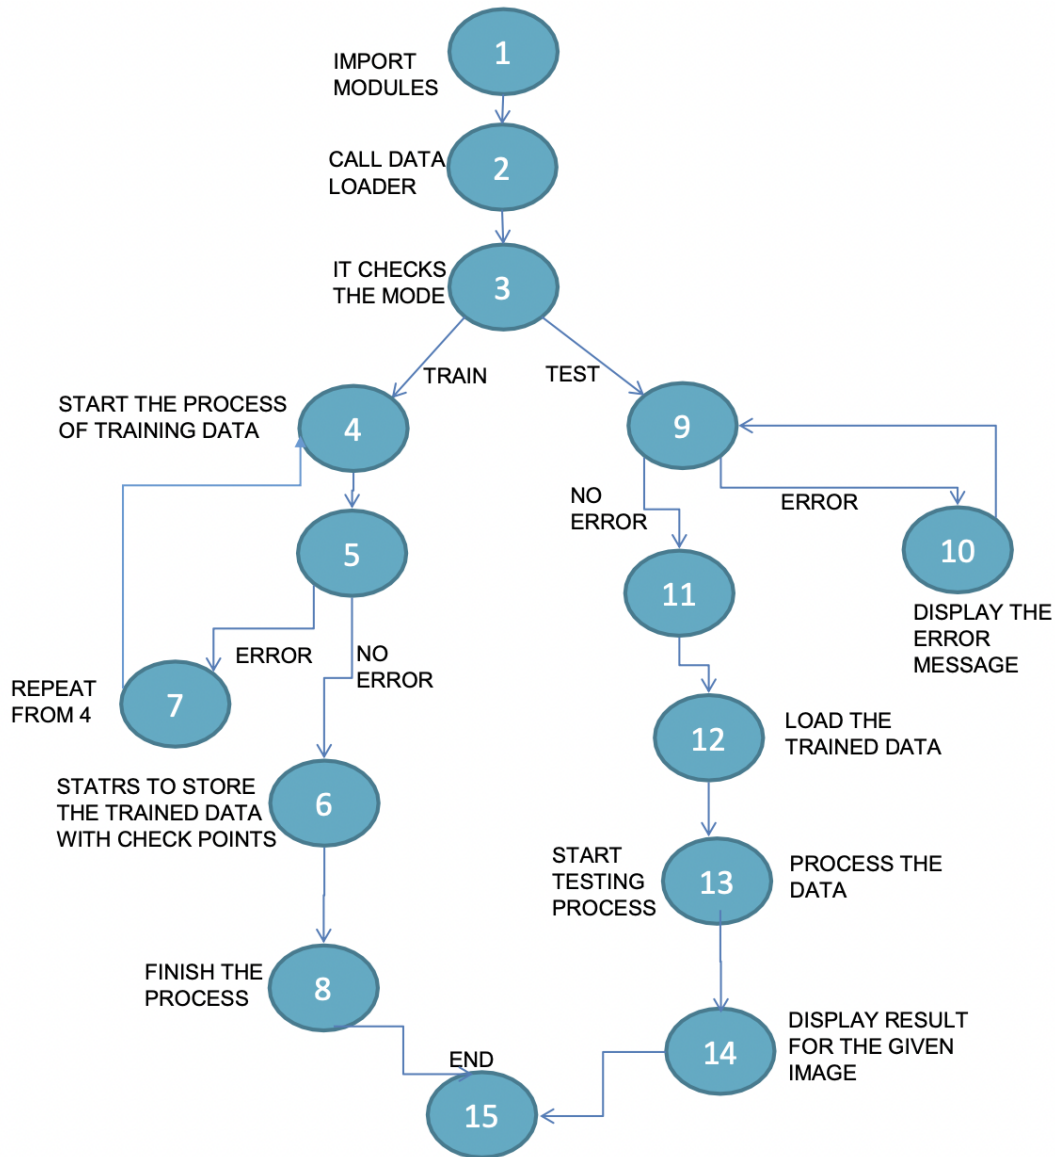 1
IMPORT
MODULES
2
CALL DATA
LOADER
3
IT CHECKS
THE MODE
TRAIN
TEST
START THE PROCESS
OF TRAINING DATA
4
9
NO
ERROR
ERROR
5
10
DISPLAY THE
ERROR
MESSAGE
11
ERROR
NO
ERROR
REPEAT
FROM 4
7
12
LOAD THE
TRAINED DATA
STATRS TO STORE
THE TRAINED DATA
WITH CHECK POINTS
6
START
TESTING
PROCESS
13
PROCESS THE
DATA
FINISH THE
PROCESS
8
14
DISPLAY RESULT
FOR THE GIVEN
IMAGE
END
15